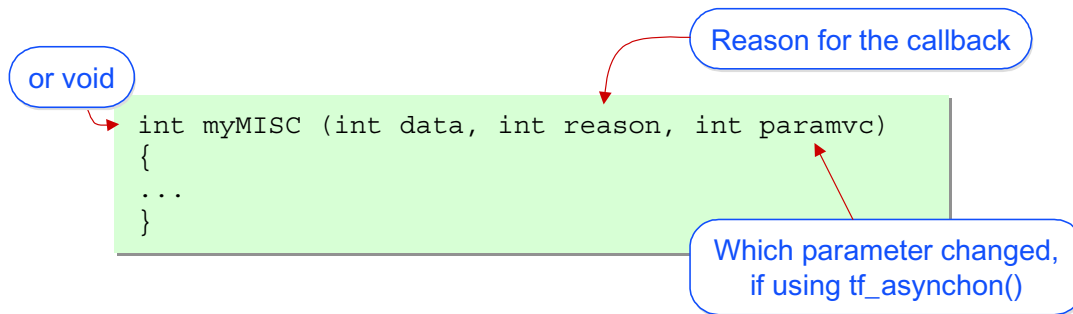 Reason for the callback
or void
int myMISC (int data, int reason, int paramvc)
{
...
}
Which parameter changed,
if using tf_asynchon()